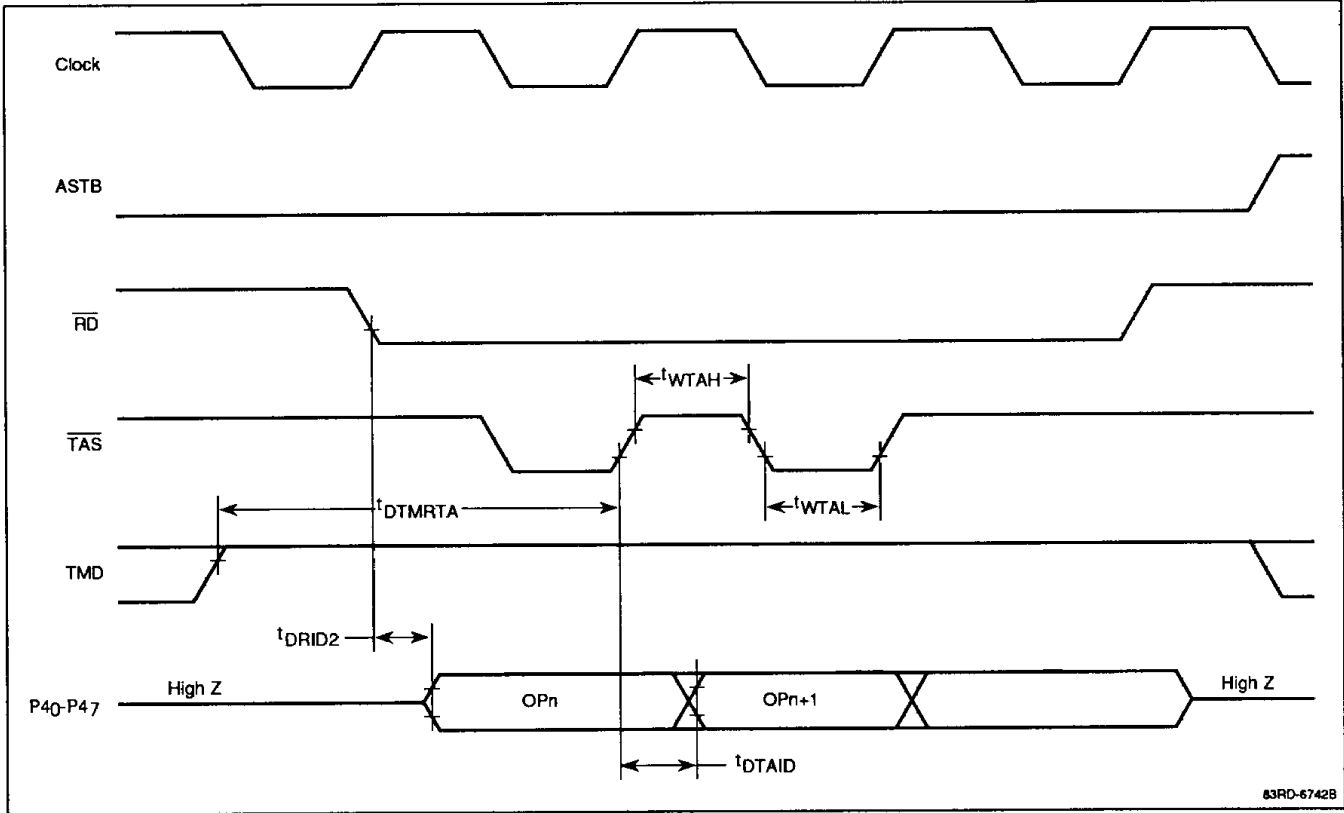 Clock
ASTB
RD
tWTAH
TAS
tDTMRTA
tWTAL
TMD
tDRID2
High Z
OPn
OPn+1
High Z
P40-P47
tDTAID
83RD-6742B